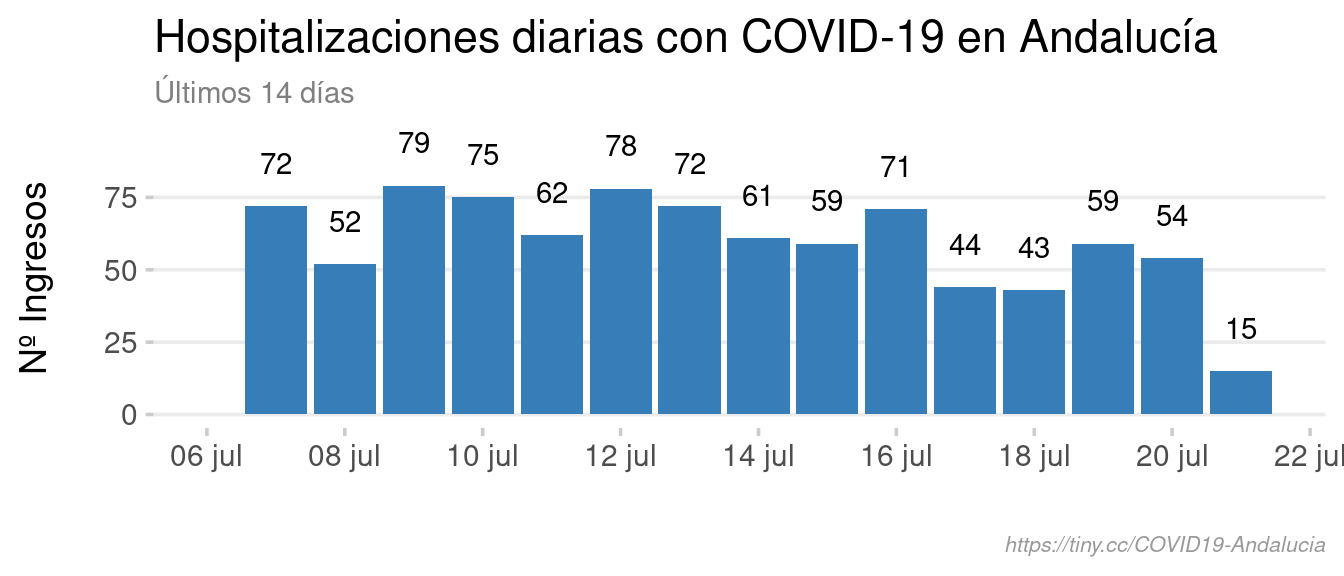 Hospitalizaciones diarias con COVID-19 en Andalucía
Últimos 14 días
Nº Ingresos
75
50
25
0
72
52
79
75
62
78
72
61
59
71
44
43
59
54
15
06 jul
08 jul
10 jul
12 jul
14 jul
16 jul
18 jul
20 jul
22 jul
https://tiny.cc/COVID19-Andalucia